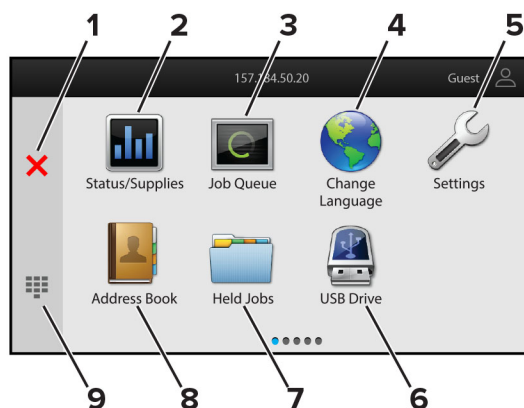 1 2 3 4 5
157.184.50.20 Guest
Status/Supplies Job Queue Change Language Settings
Address Book Held Jobs USB Drive
9 8 7 6